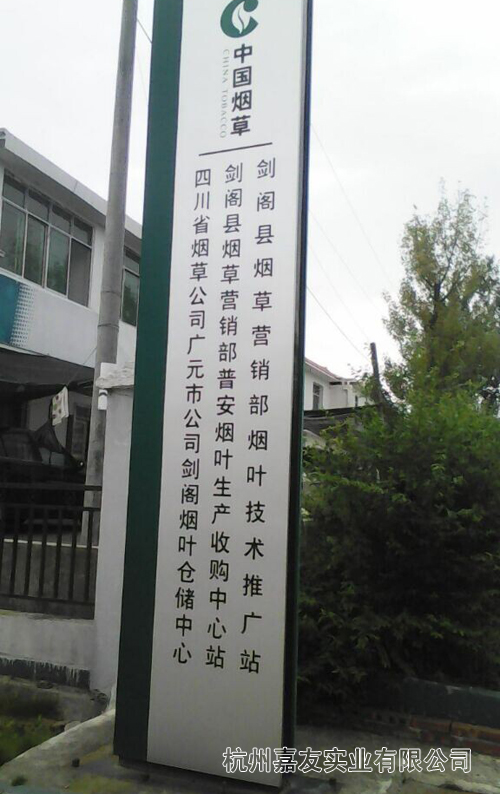 中国烟草
CHINA TOBACCO
剑阁县烟草营销部烟叶技术推广站
剑阁县烟草营销部普安烟叶生产收购中心站
四川省烟草公司广元市公司剑阁烟叶仓储中心
杭州嘉友实业有限公司